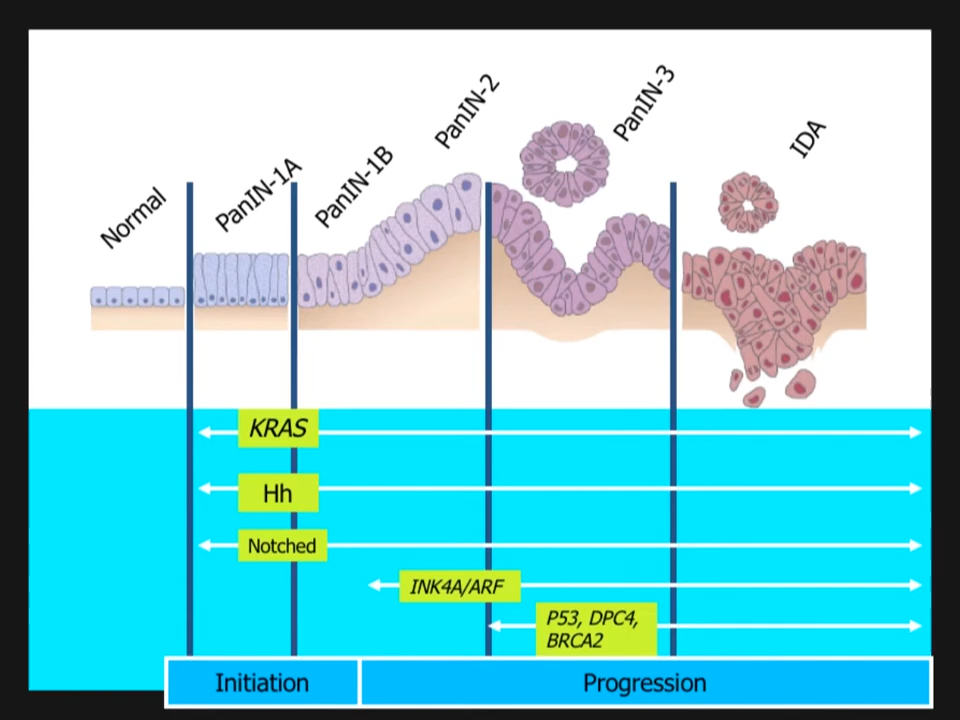 Normal
PanIN-1A
PanIN-1B
PanIN-2
PanIN-3
IDA
KRAS
Hh
Notched
INK4A/ARF
P53, DPC4,
BRCA2
Initiation
Progression